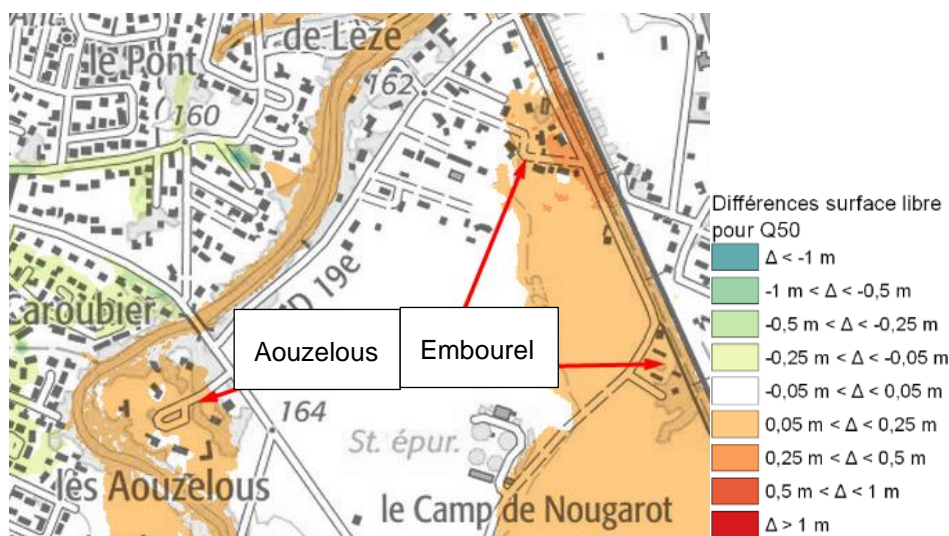 Ant.
de Lèze
le Pont
162
160
D 19e
25
Caroubier
Aouzelous
Embourel
164
St. épur.
les Aouzelous
le Camp de Nougarot
Différences surface libre
pour Q50
Δ < -1 m
-1 m < Δ < -0,5 m
-0,5 m < Δ < -0,25 m
-0,25 m < Δ < -0,05 m
-0,05 m < Δ < 0,05 m
0,05 m < Δ < 0,25 m
0,25 m < Δ < 0,5 m
0,5 m < Δ < 1 m
Δ > 1 m